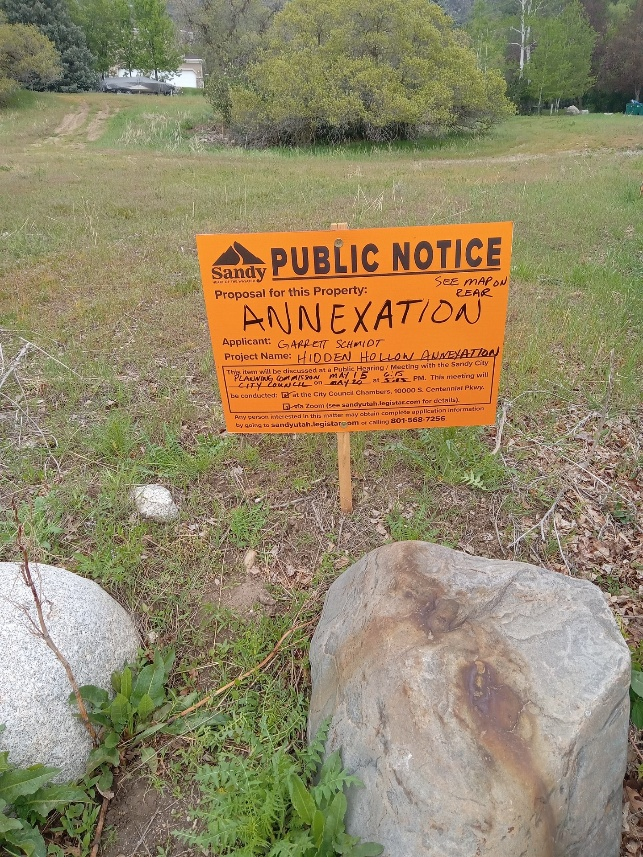 Sandy
PUBLIC NOTICE
SEE MAP ON
REAR
Proposal for this Property:
ANNEXATION
Applicant: GARRETT SCHMIDT
Project Name: HIDDEN HOLLOW ANNEXATION
This item will be discussed at a Public Hearing / Meeting with the Sandy City
PLANNING COMMISSION MAY 15 6:15
CITY COUNCIL on MAY 20 at 5:15 PM. This meeting will
be conducted: at the City Council Chambers, 10000 S. Centennial Pkwy.
via Zoom (see sandyutah.legistar.com for details).
Any person interested in this matter may obtain complete application information
by going to sandyutah.legistar.com or calling 801-568-7256